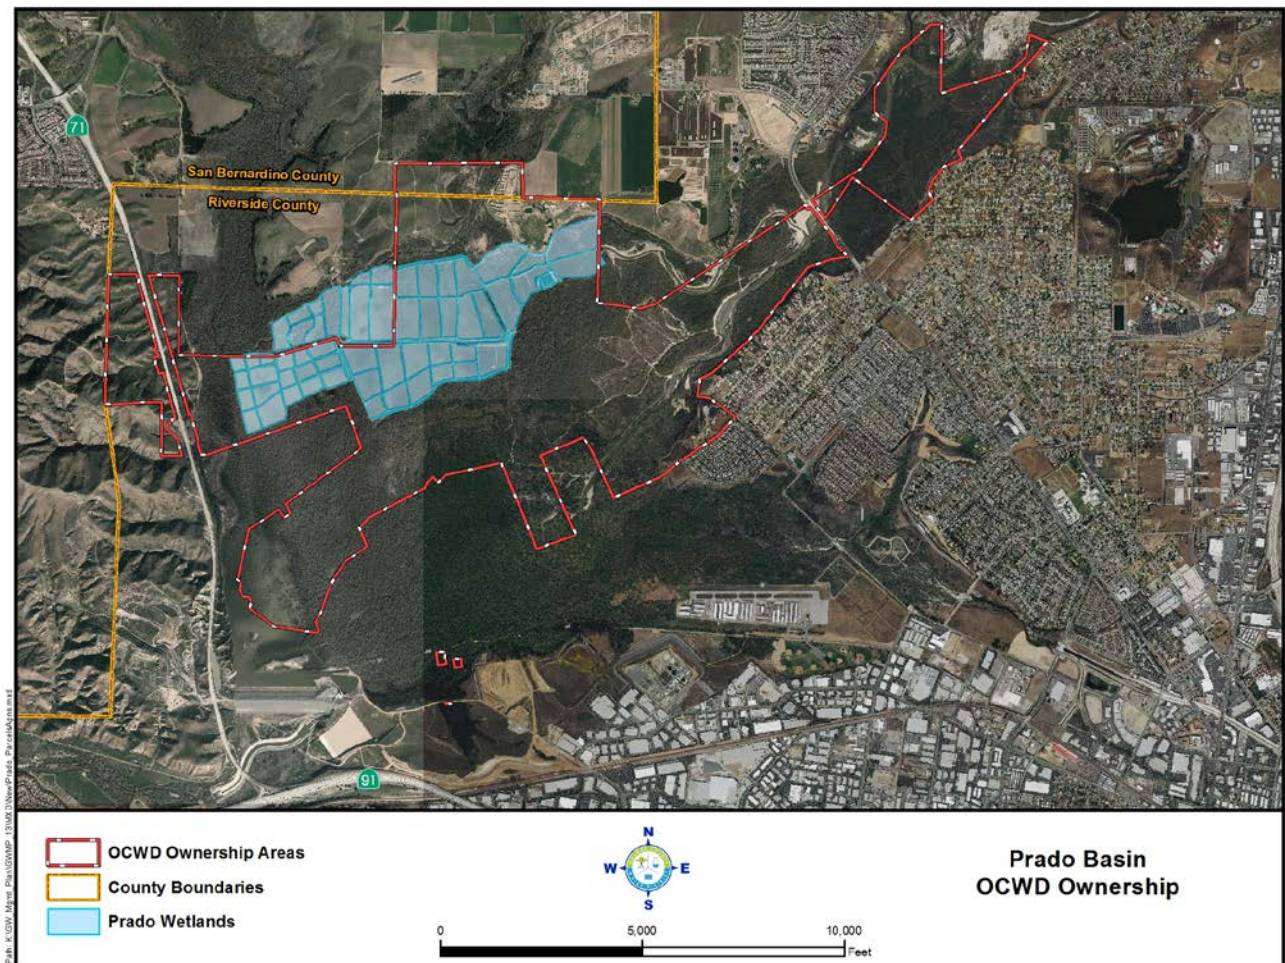 71
San Bernardino County
Riverside County
91
OCWD Ownership Areas
County Boundaries
Prado Wetlands
N
W
E
S
0
5,000
10,000
Feet
Prado Basin
OCWD Ownership